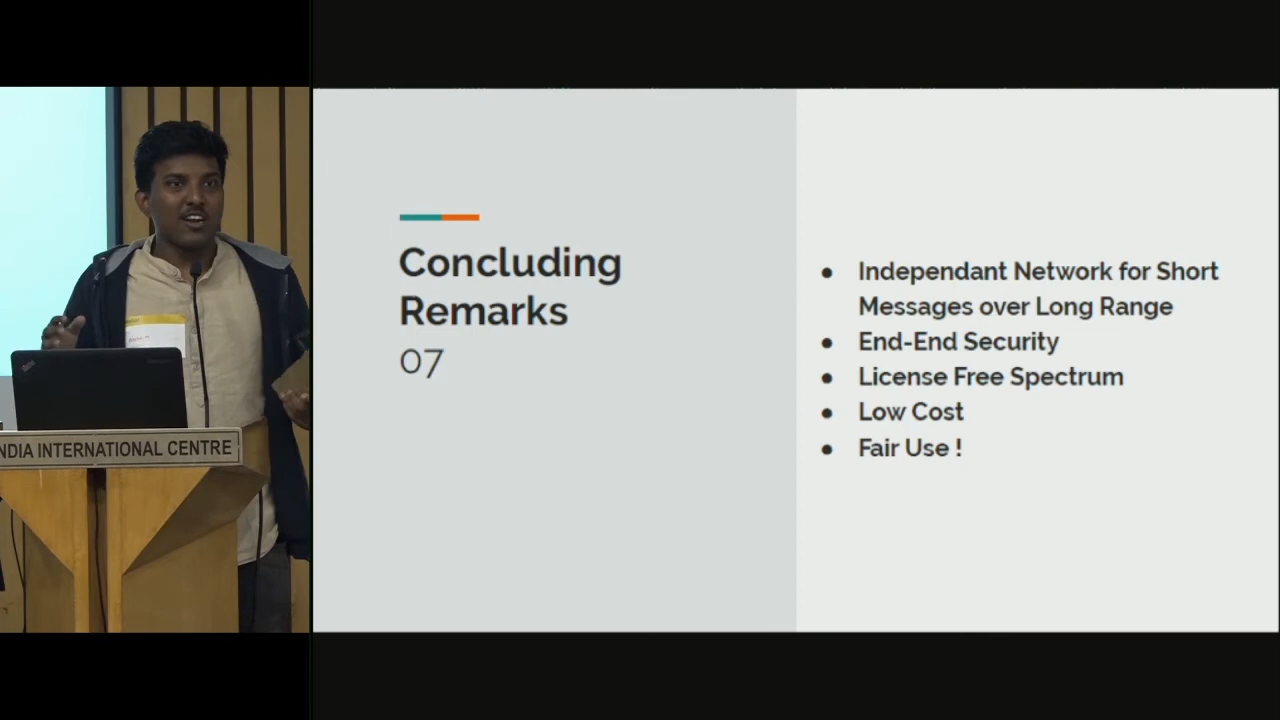 NDIA INTERNATIONAL CENTRE
Concluding
Remarks
07
● Independant Network for Short
Messages over Long Range
● End-End Security
● License Free Spectrum
● Low Cost
● Fair Use !